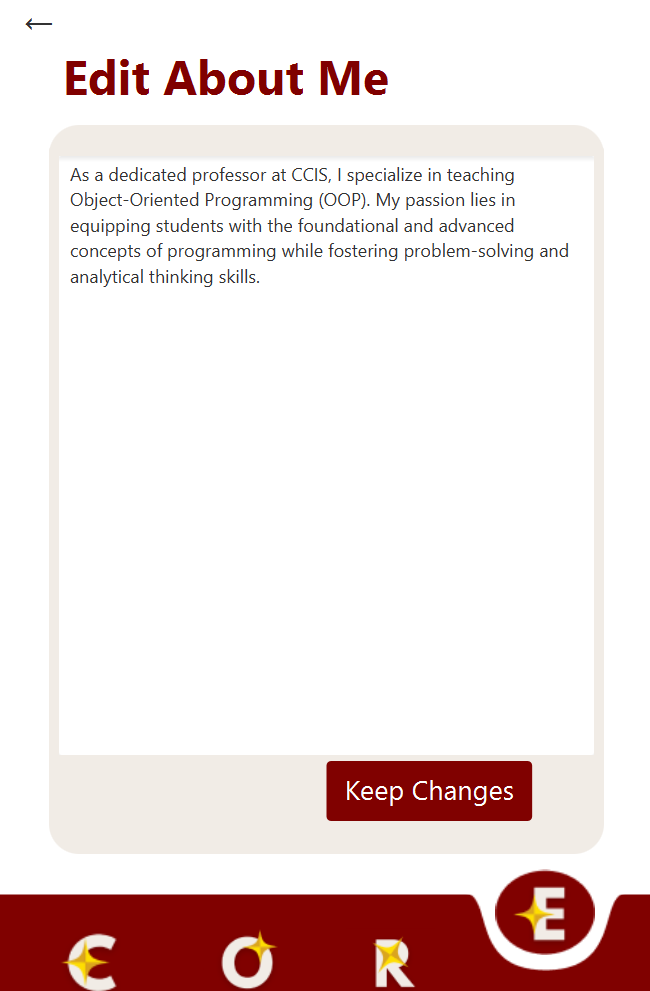 ←
Edit About Me
As a dedicated professor at CCIS, I specialize in teaching
Object-Oriented Programming (OOP). My passion lies in
equipping students with the foundational and advanced
concepts of programming while fostering problem-solving and
analytical thinking skills.
Keep Changes
C O R E